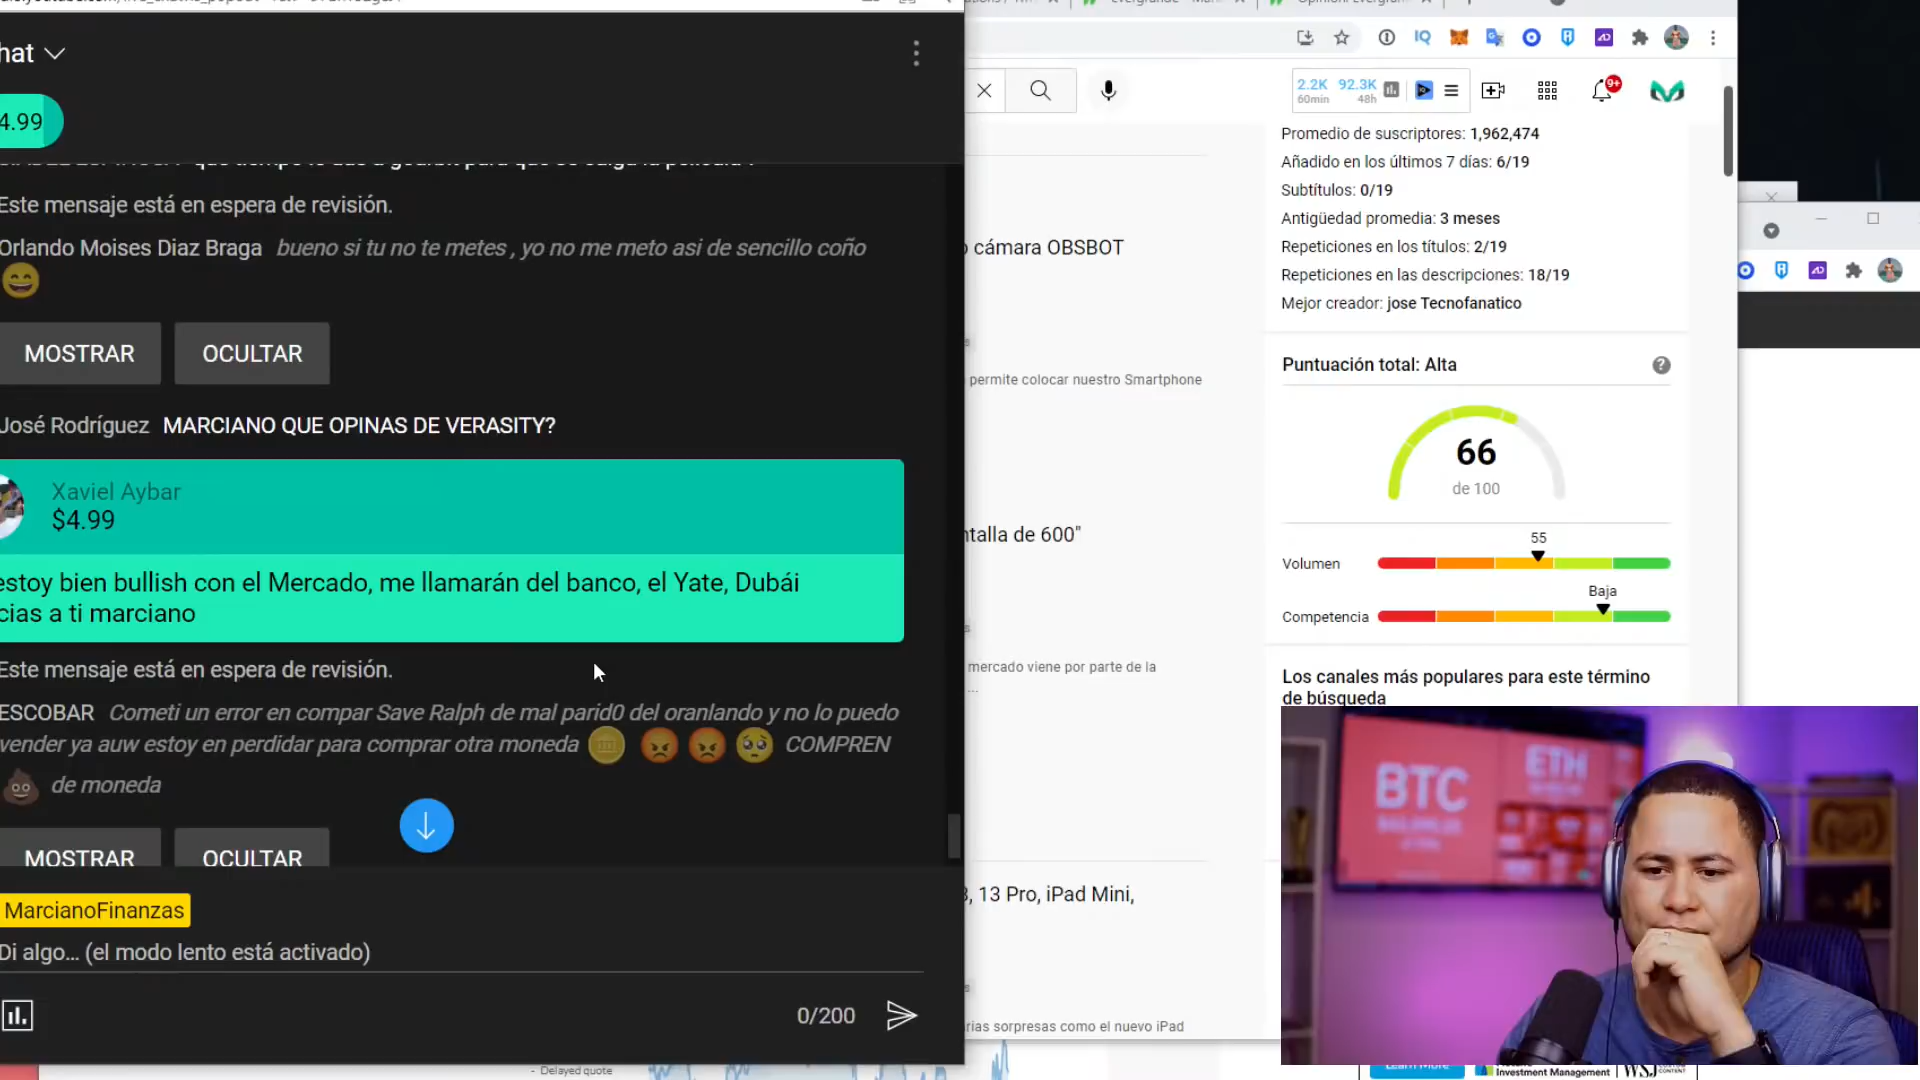 hat
4.99
Este mensaje está en espera de revisión.
Orlando Moises Diaz Braga bueno si tu no te metes , yo no me meto asi de sencillo coño
MOSTRAR OCULTAR
José Rodríguez MARCIANO QUE OPINAS DE VERASITY?
Xaviel Aybar
$4.99
estoy bien bullish con el Mercado, me llamarán del banco, el Yate, Dubái
cias a ti marciano
Este mensaje está en espera de revisión.
ESCOBAR Cometi un error en compar Save Ralph de mal parid0 del oranlando y no lo puedo
vender ya auw estoy en perdidar para comprar otra moneda COMPREN
de moneda
MOSTRAR OCULTAR
MarcianoFinanzas
Di algo... (el modo lento está activado)
0/200
- Delayed quote
cámara OBSBOT
permite colocar nuestro Smartphone
ntalla de 600"
mercado viene por parte de la
...
, 13 Pro, iPad Mini,
rias sorpresas como el nuevo iPad
IQ
2.2K 92.3K
60min 48h
9+
Promedio de suscriptores: 1,962,474
Añadido en los últimos 7 días: 6/19
Subtítulos: 0/19
Antigüedad promedia: 3 meses
Repeticiones en los títulos: 2/19
Repeticiones en las descripciones: 18/19
Mejor creador: jose Tecnofanatico
Puntuación total: Alta
66
de 100
55
Volumen
Baja
Competencia
Los canales más populares para este término
de búsqueda
BTC
ETH
Learn More
Investment Management
WSJ